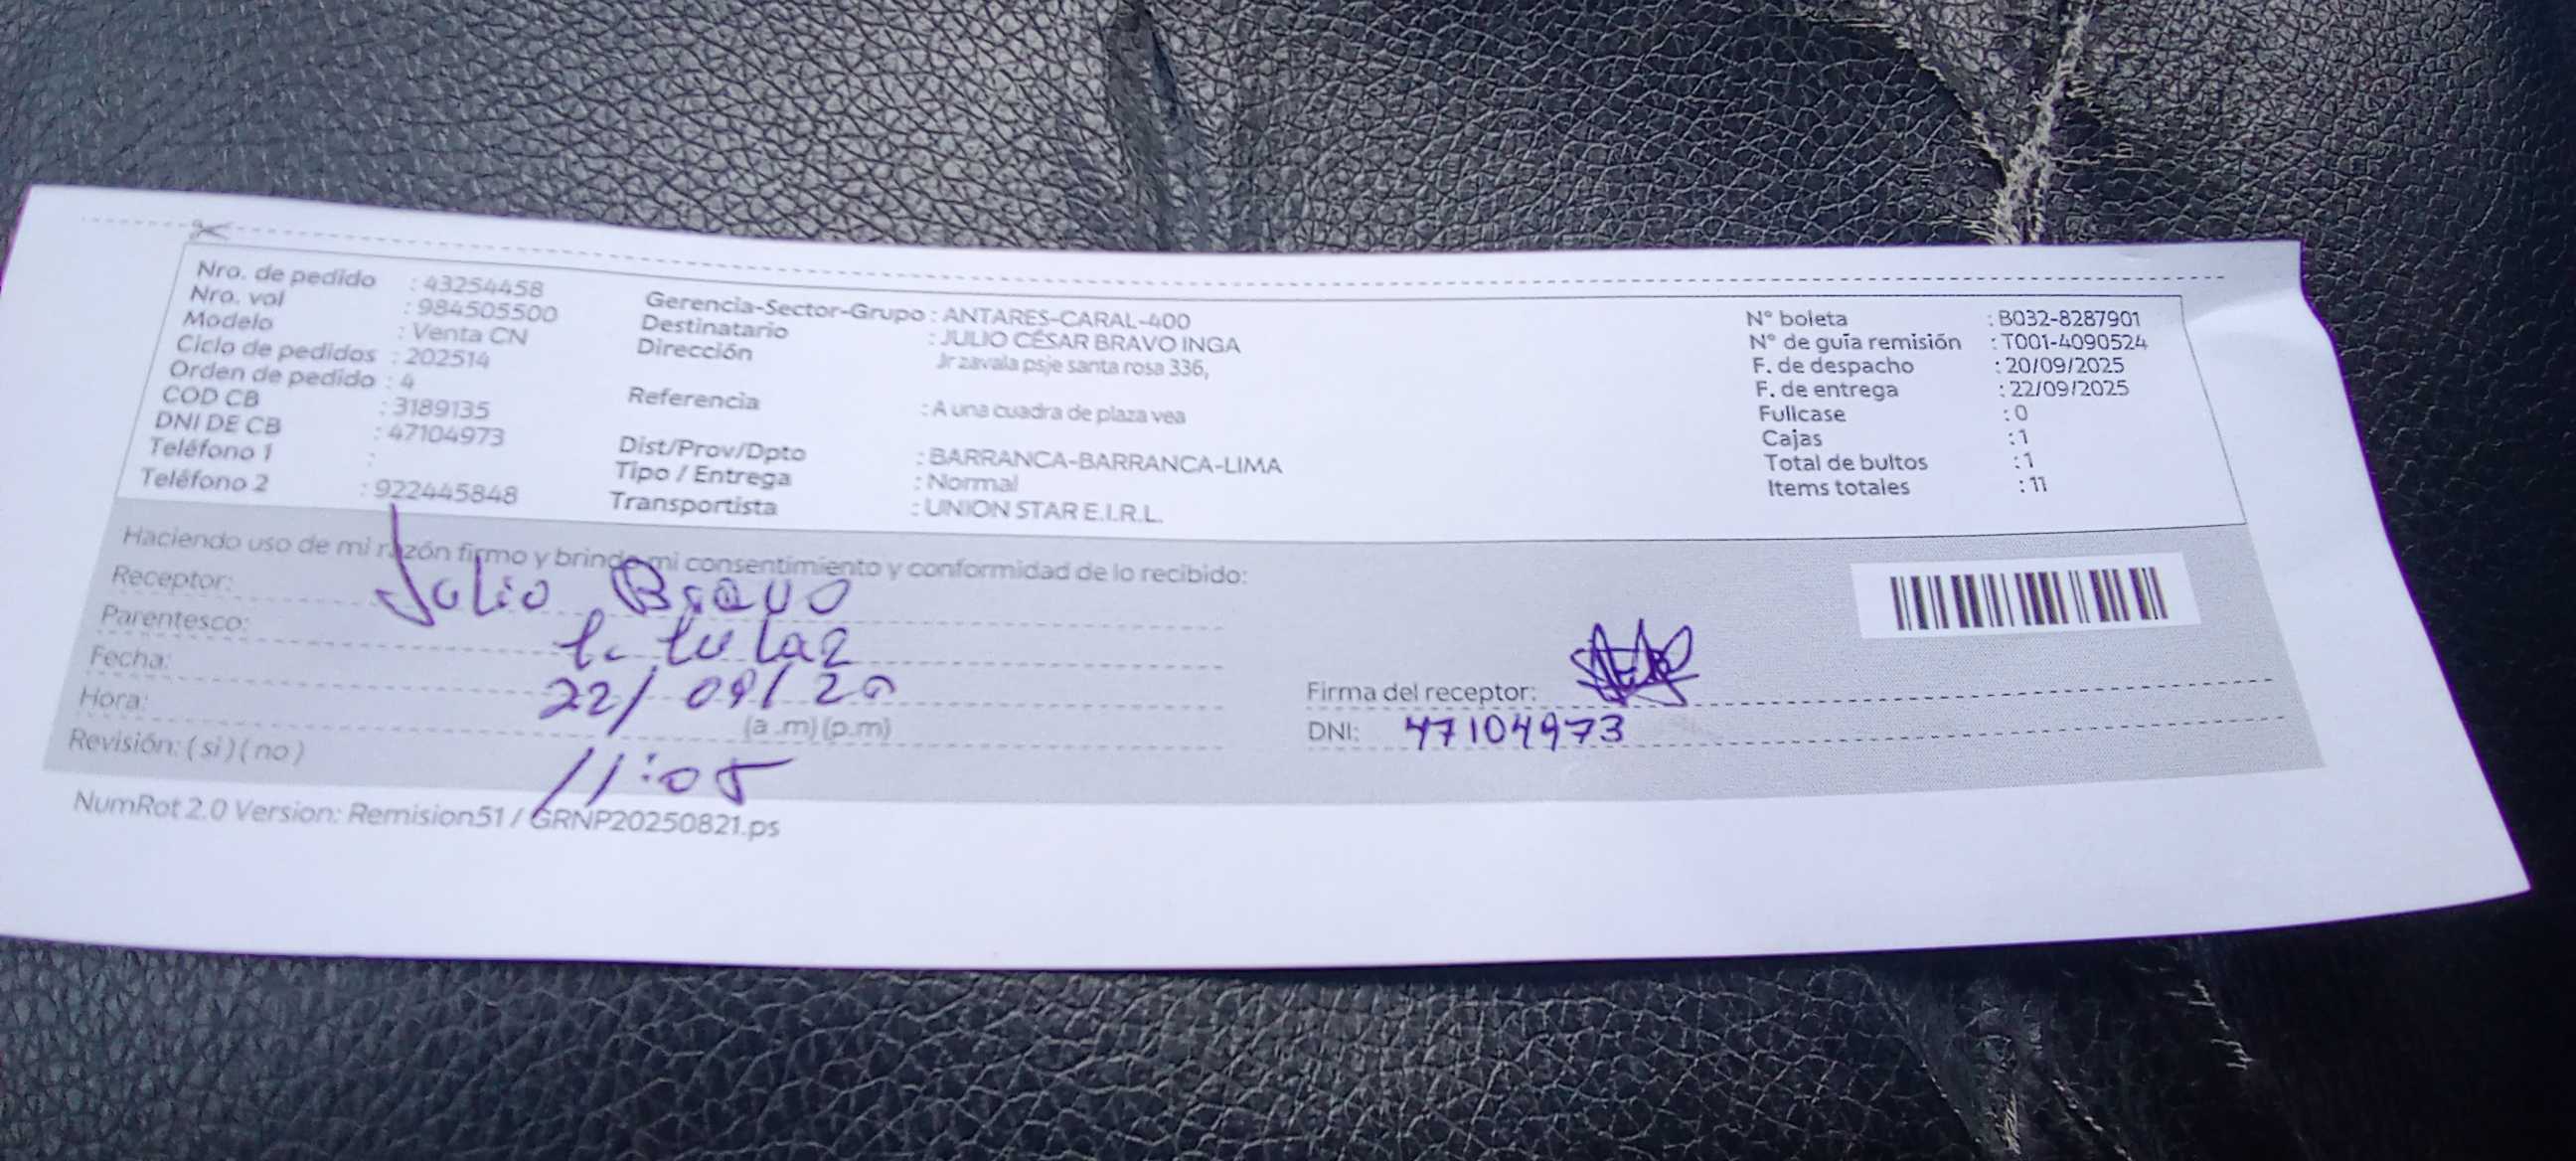 Nro. de pedido : 43254458
Nro. vol : 984505500
Modelo : Venta CN
Ciclo de pedidos : 202514
Orden de pedido : 4
COD CB : 3189135
DNI DE CB : 47104973
Teléfono 1 :
Teléfono 2 : 922445848
Gerencia-Sector-Grupo : ANTARES-CARAL-400
Destinatario : JULIO CÉSAR BRAVO INGA
Dirección Jr zavala psje santa rosa 336,
Referencia : A una cuadra de plaza vea
Dist/Prov/Dpto : BARRANCA-BARRANCA-LIMA
Tipo / Entrega : Normal
Transportista : UNION STAR E.I.R.L.
N° boleta : B032-8287901
N° de guía remisión : T001-4090524
F. de despacho : 20/09/2025
F. de entrega : 22/09/2025
Fullcase : 0
Cajas : 1
Total de bultos : 1
Items totales : 11
Haciendo uso de mi razón firmo y brindo mi consentimiento y conformidad de lo recibido:
Receptor: Julio Bravo
Parentesco: titular
Fecha: 22/09/20
Hora: (a.m) (p.m)
Revisión: ( si ) ( no ) 11:05
Firma del receptor:
DNI: 47104973
NumRot 2.0 Version: Remision51 / GRNP20250821.ps